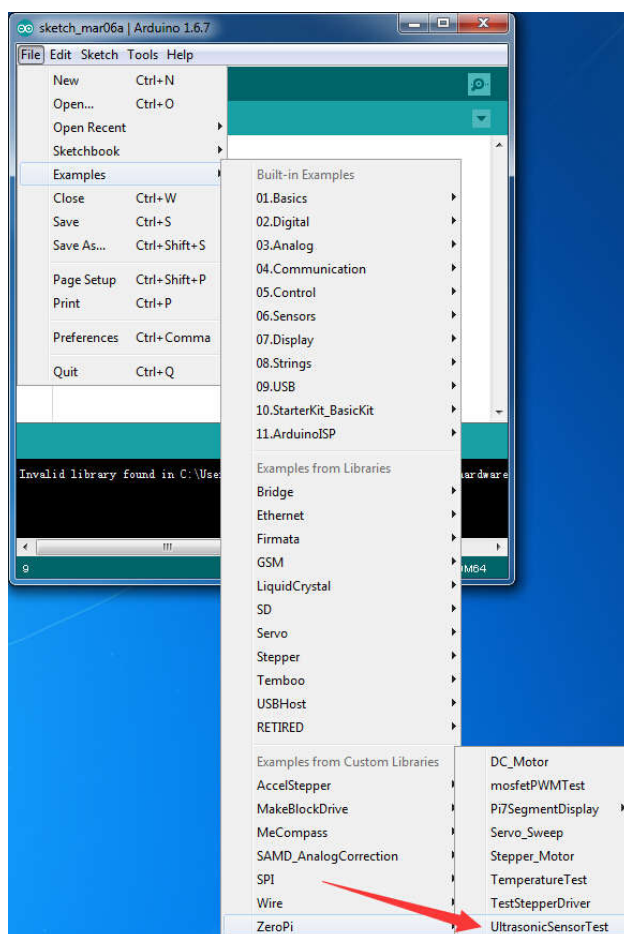 sketch_mar06a | Arduino 1.6.7
File Edit Sketch Tools Help
New Ctrl+N
Open... Ctrl+O
Open Recent
Sketchbook
Examples
Close Ctrl+W
Save Ctrl+S
Save As... Ctrl+Shift+S
Page Setup Ctrl+Shift+P
Print Ctrl+P
Preferences Ctrl+Comma
Quit Ctrl+Q
Built-in Examples
01.Basics
02.Digital
03.Analog
04.Communication
05.Control
06.Sensors
07.Display
08.Strings
09.USB
10.StarterKit_BasicKit
11.ArduinoISP
Examples from Libraries
Bridge
Ethernet
Firmata
GSM
LiquidCrystal
SD
Servo
Stepper
Temboo
USBHost
RETIRED
Examples from Custom Libraries
AccelStepper
MakeBlockDrive
MeCompass
SAMD_AnalogCorrection
SPI
Wire
ZeroPi
DC_Motor
mosfetPWMTest
Pi7SegmentDisplay
Servo_Sweep
Stepper_Motor
TemperatureTest
TestStepperDriver
UltrasonicSensorTest
Invalid library found in C:\Use ardware
9